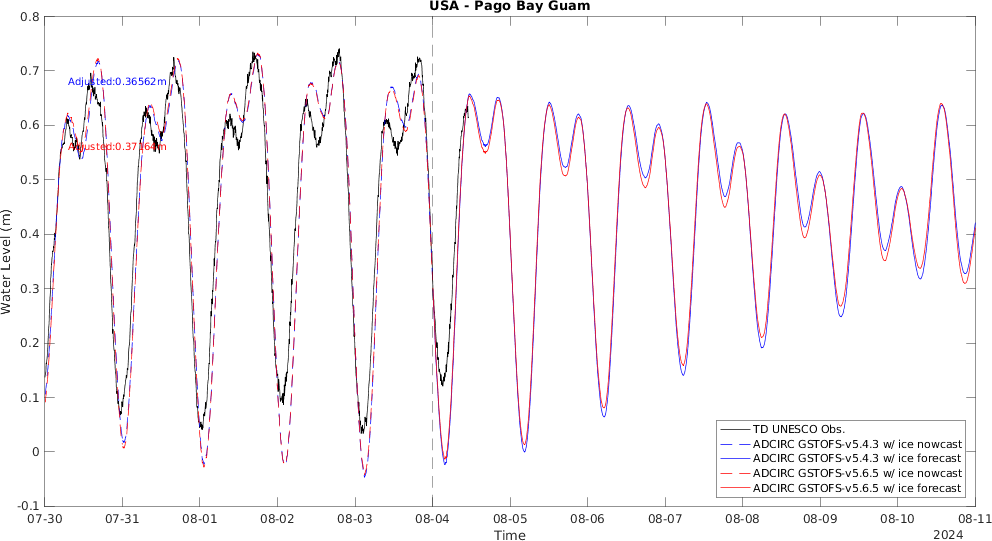 USA - Pago Bay Guam
0.8
0.7
0.6
0.5
0.4
0.3
0.2
0.1
0
-0.1
Water Level (m)
Adjusted:0.36562m
Adjusted:0.37164m
TD UNESCO Obs.
ADCIRC GSTOFS-v5.4.3 w/ ice nowcast
ADCIRC GSTOFS-v5.4.3 w/ ice forecast
ADCIRC GSTOFS-v5.6.5 w/ ice nowcast
ADCIRC GSTOFS-v5.6.5 w/ ice forecast
07-30 07-31 08-01 08-02 08-03 08-04 08-05 08-06 08-07 08-08 08-09 08-10 08-11
Time
2024